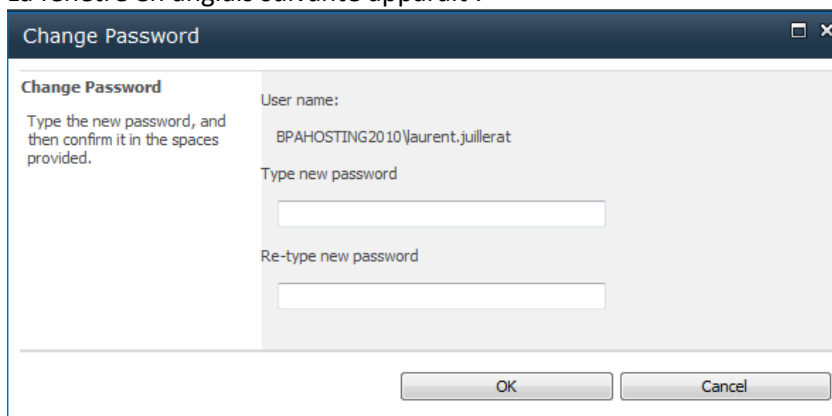 La fenêtre en anglais suivante apparaît :
Change Password
Change Password
Type the new password, and
then confirm it in the spaces
provided.
User name:
BPAHOSTING2010\laurent.juillerat
Type new password
Re-type new password
OK
Cancel